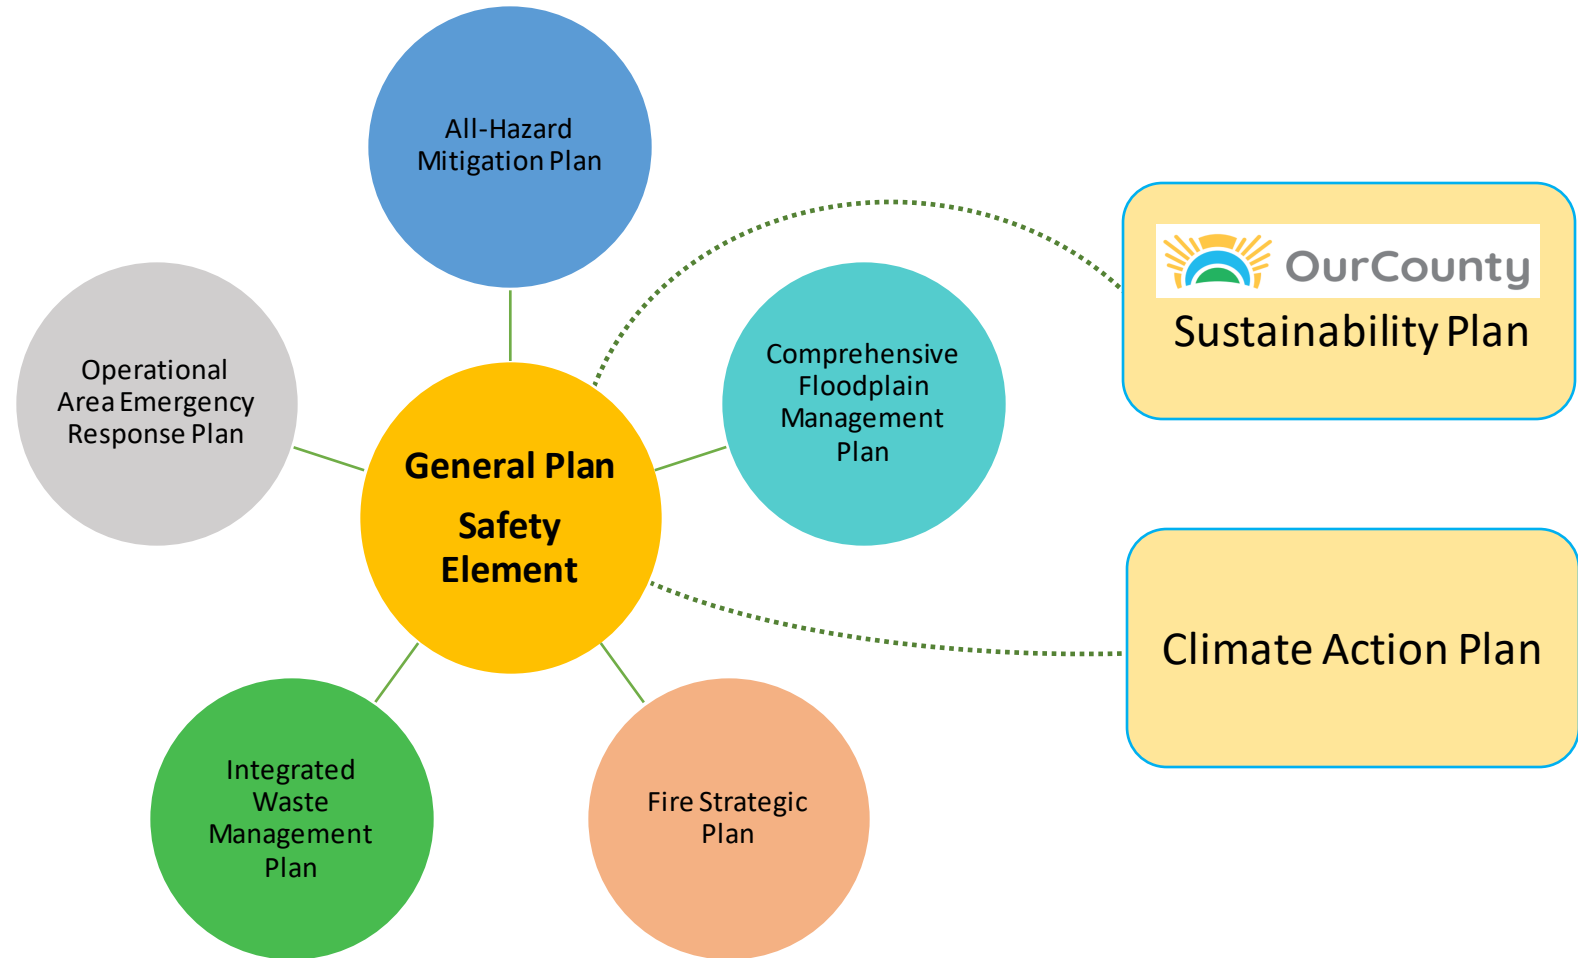 All-Hazard
Mitigation Plan
OurCounty
Sustainability Plan
Operational
Area Emergency
Response Plan
Comprehensive
Floodplain
Management
Plan
General Plan
Safety
Element
Climate Action Plan
Integrated
Waste
Management
Plan
Fire Strategic
Plan